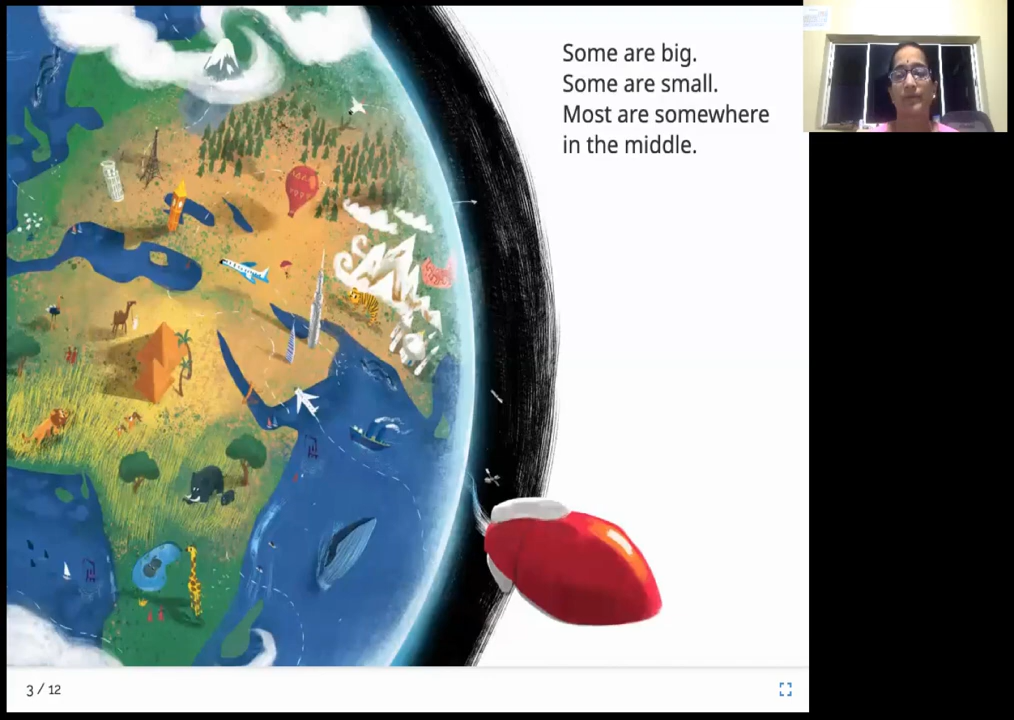 Some are big.
Some are small.
Most are somewhere
in the middle.
3 / 12